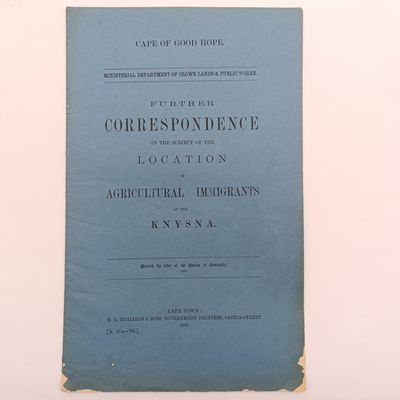 CAPE OF GOOD HOPE.
MINISTERIAL DEPARTMENT OF CROWN LANDS & PUBLIC WORKS.
FURTHER
CORRESPONDENCE
ON THE SUBJECT OF THE
LOCATION
OF
AGRICULTURAL IMMIGRANTS
AT THE
KNYSNA.
Printed by order of the House of Assembly.
CAPE TOWN:
W. A. RICHARDS & SONS, GOVERNMENT PRINTERS, CASTLE-STREET.